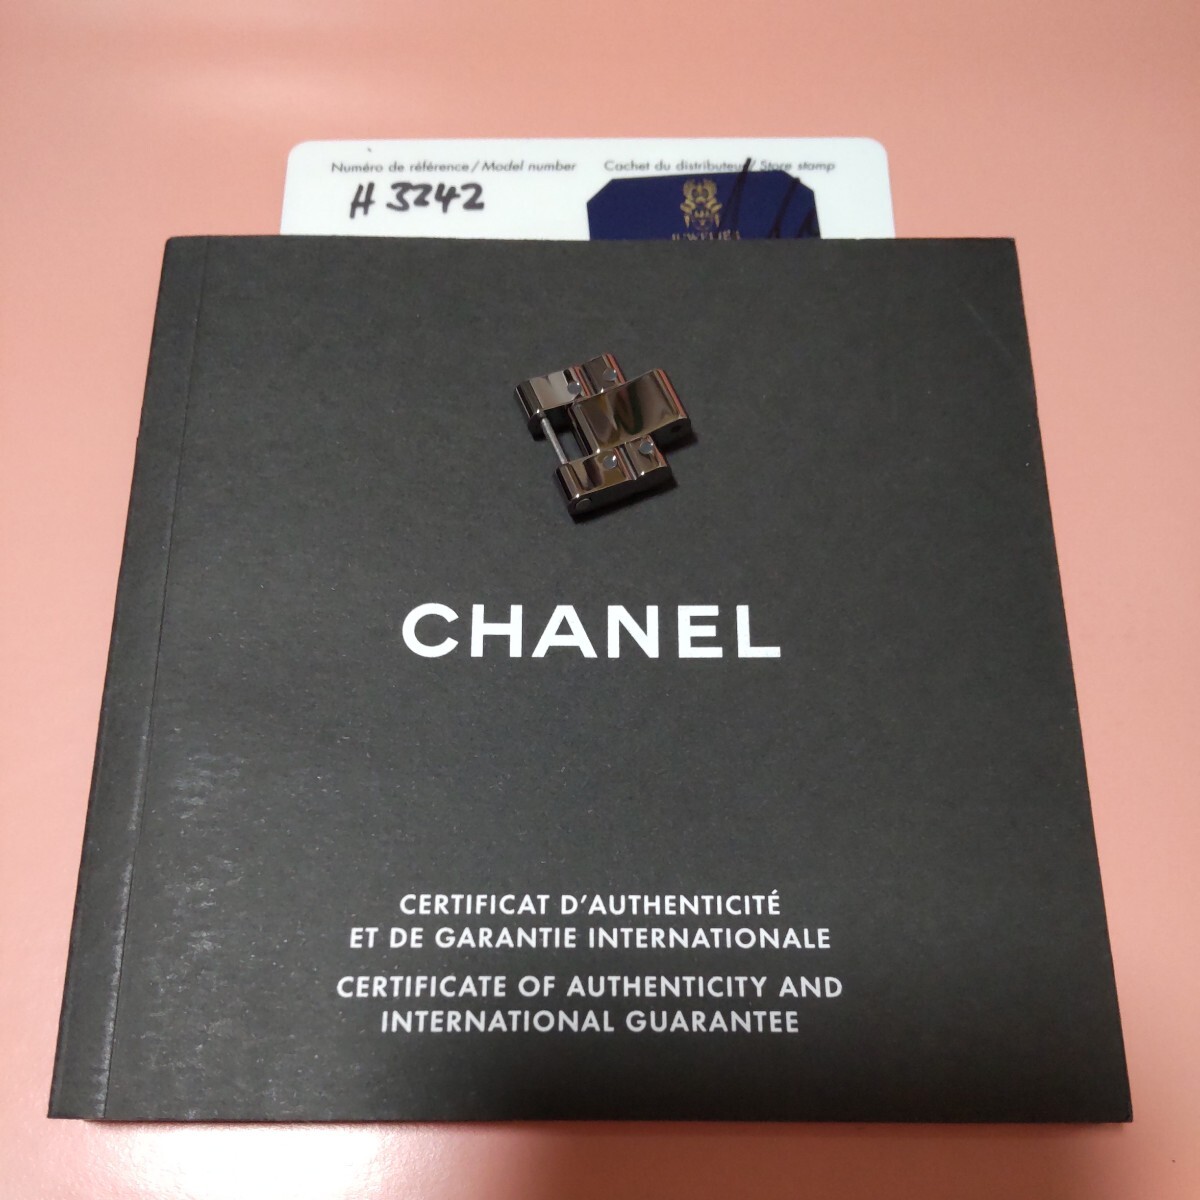 Numéro de référence / Model number Cachet du distributeur / Store stamp
H 3242
CHANEL
CERTIFICAT D'AUTHENTICITÉ
ET DE GARANTIE INTERNATIONALE
CERTIFICATE OF AUTHENTICITY AND
INTERNATIONAL GUARANTEE